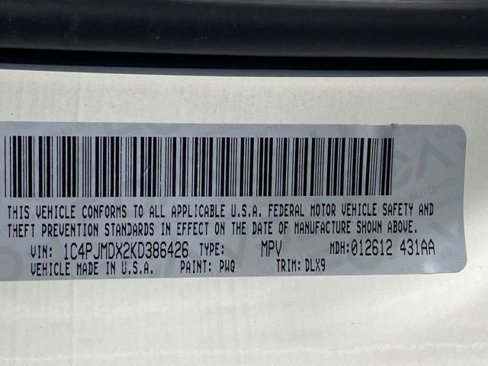 THIS VEHICLE CONFORMS TO ALL APPLICABLE U.S.A. FEDERAL MOTOR VEHICLE SAFETY AND
THEFT PREVENTION STANDARDS IN EFFECT ON THE DATE OF MANUFACTURE SHOWN ABOVE.
VIN: 1C4PJMDX2KD386426 TYPE: MPV MDH: 012612 431AA
VEHICLE MADE IN U.S.A. PAINT: PWQ TRIM: DLX9